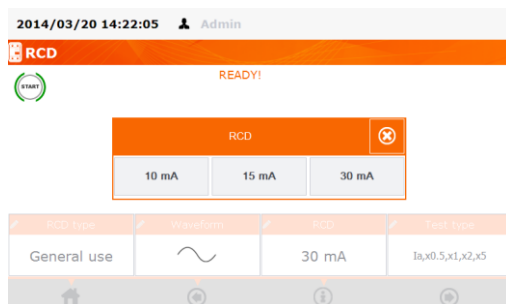 2014/03/20 14:22:05 Admin
RCD
START
READY!
RCD
10 mA 15 mA 30 mA
RCD type Waveform RCD Test type
General use 30 mA Ia,x0.5,x1,x2,x5